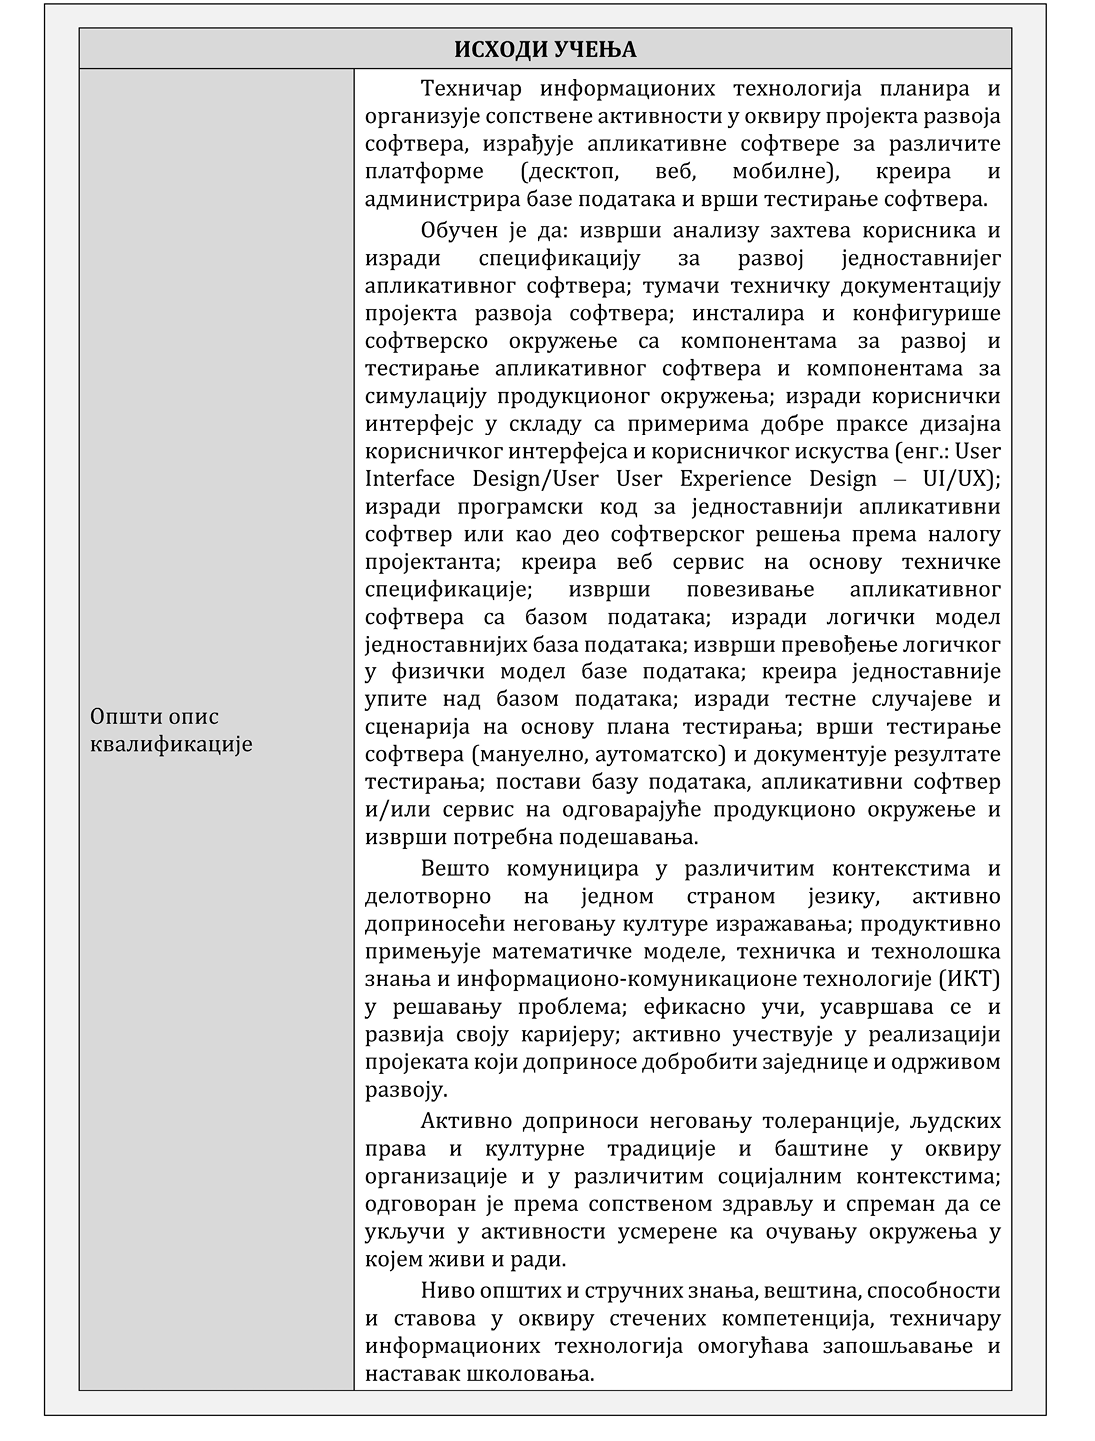 ИСХОДИ УЧЕЊА
Општи опис
квалификације
Техничар информационих технологија планира и
организује сопствене активности у оквиру пројекта развоја
софтвера, израђује апликативне софтвере за различите
платформе (десктоп, веб, мобилне), креира и
администрира базе података и врши тестирање софтвера.
Обучен је да: изврши анализу захтева корисника и
изради спецификацију за развој једноставнијег
апликативног софтвера; тумачи техничку документацију
пројекта развоја софтвера; инсталира и конфигурише
софтверско окружење са компонентама за развој и
тестирање апликативног софтвера и компонентама за
симулацију продукционог окружења; изради кориснички
интерфејс у складу са примерима добре праксе дизајна
корисничког интерфејса и корисничког искуства (енг.: User
Interface Design/User User Experience Design – UI/UX);
изради програмски код за једноставнији апликативни
софтвер или као део софтверског решења према налогу
пројектанта; креира веб сервис на основу техничке
спецификације; изврши повезивање апликативног
софтвера са базом података; изради логички модел
једноставнијих база података; изврши превођење логичког
у физички модел базе података; креира једноставније
упите над базом података; изради тестне случајеве и
сценарија на основу плана тестирања; врши тестирање
софтвера (мануелно, аутоматско) и документује резултате
тестирања; постави базу података, апликативни софтвер
и/или сервис на одговарајуће продукционо окружење и
изврши потребна подешавања.
Вешто комуницира у различитим контекстима и
делотворно на једном страном језику, активно
доприносећи неговању културе изражавања; продуктивно
примењује математичке моделе, техничка и технолошка
знања и информационо-комуникационе технологије (ИКТ)
у решавању проблема; ефикасно учи, усавршава се и
развија своју каријеру; активно учествује у реализацији
пројеката који доприносе добробити заједнице и одрживом
развоју.
Активно доприноси неговању толеранције, људских
права и културне традиције и баштине у оквиру
организације и у различитим социјалним контекстима;
одговоран је према сопственом здрављу и спреман да се
укључи у активности усмерене ка очувању окружења у
којем живи и ради.
Ниво општих и стручних знања, вештина, способности
и ставова у оквиру стечених компетенција, техничару
информационих технологија омогућава запошљавање и
наставак школовања.